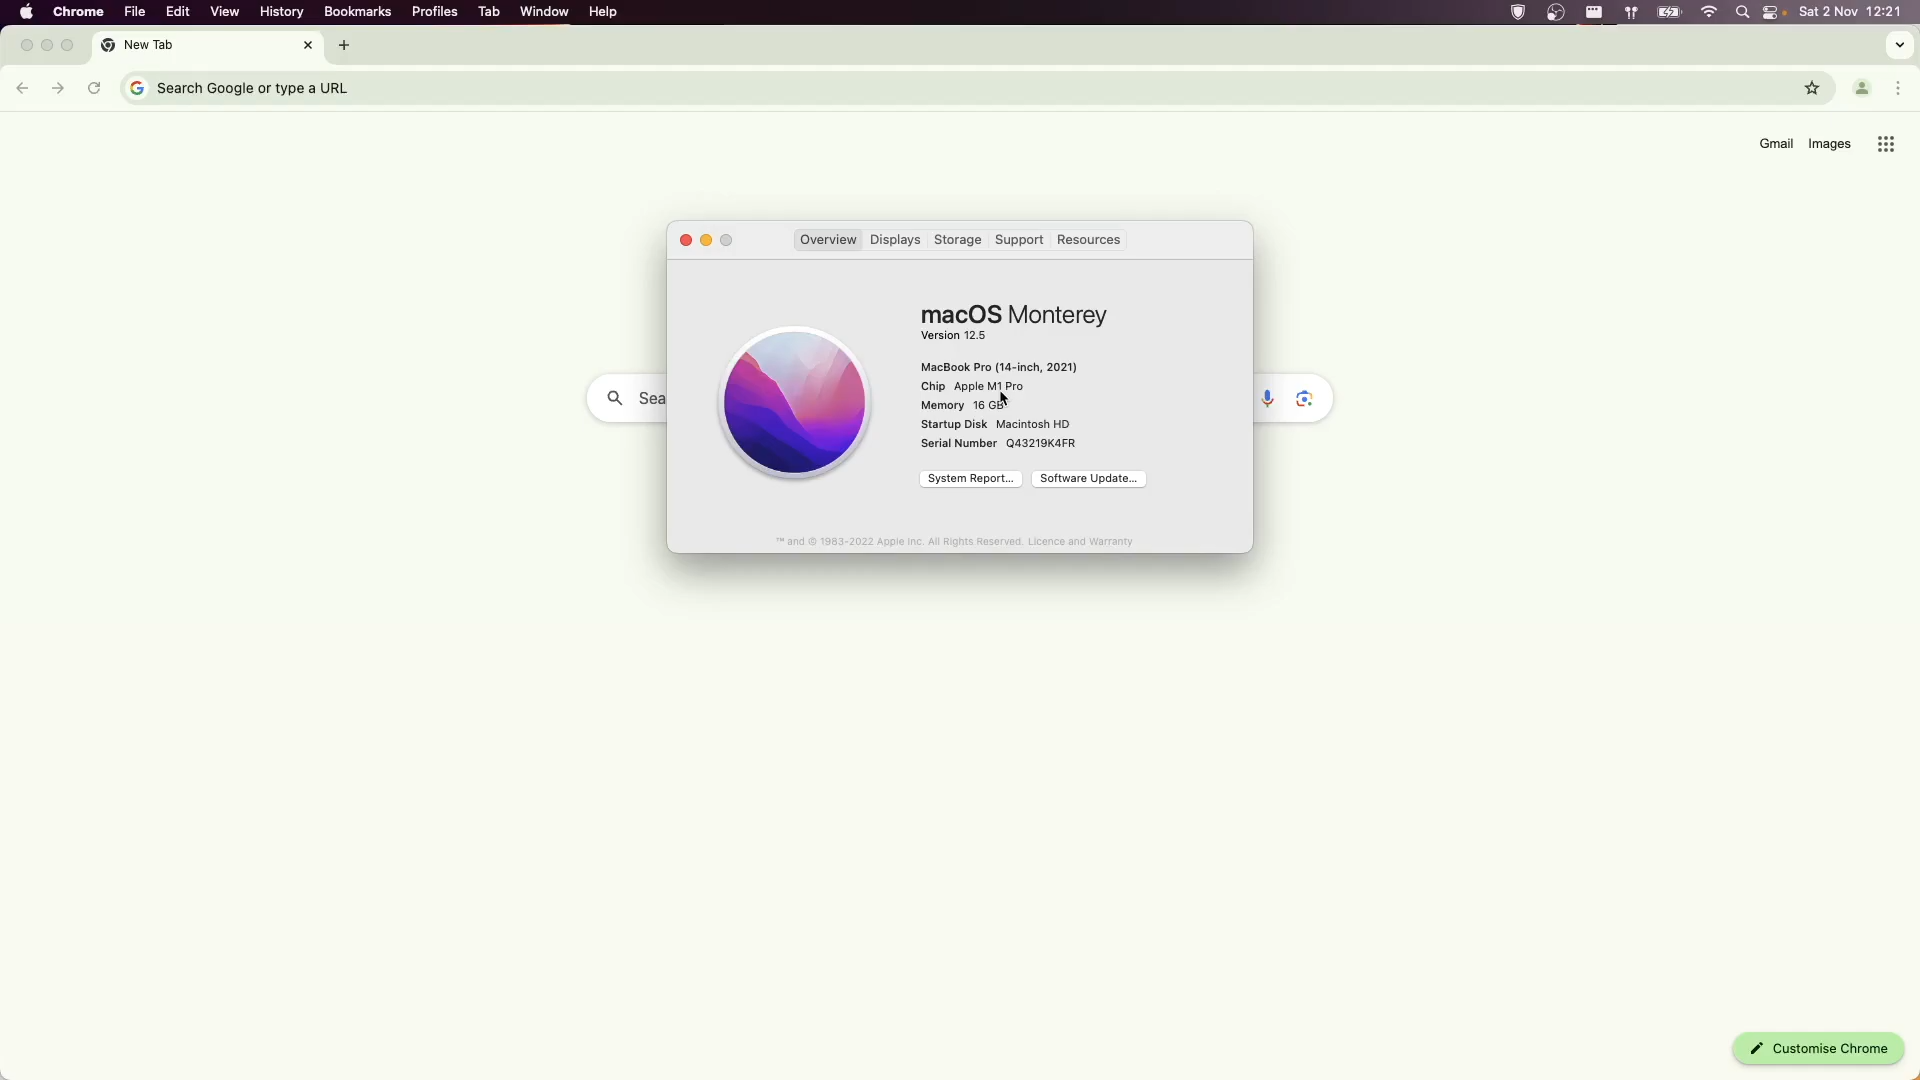 Chrome File Edit View History Bookmarks Profiles Tab Window Help Sat 2 Nov 12:21
New Tab
Search Google or type a URL
Gmail Images
Overview Displays Storage Support Resources
macOS Monterey
Version 12.5
MacBook Pro (14-inch, 2021)
Chip Apple M1 Pro
Sea
Memory 16 GB
Startup Disk Macintosh HD
Serial Number Q43219K4FR
System Report... Software Update...
™ and © 1983-2022 Apple Inc. All Rights Reserved. Licence and Warranty
Customise Chrome